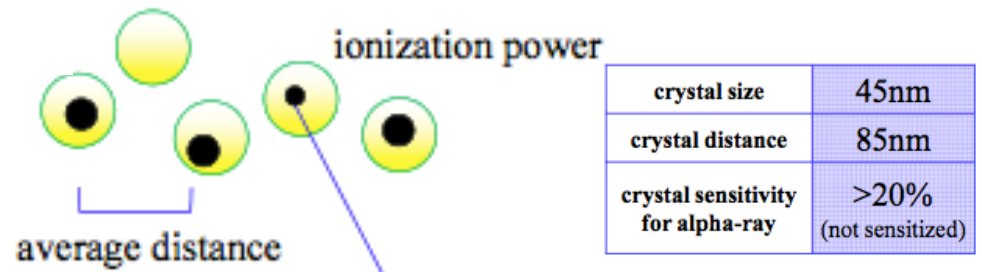 ionization power
average distance
crystal size 45nm
crystal distance 85nm
crystal sensitivity >20%
for alpha-ray (not sensitized)